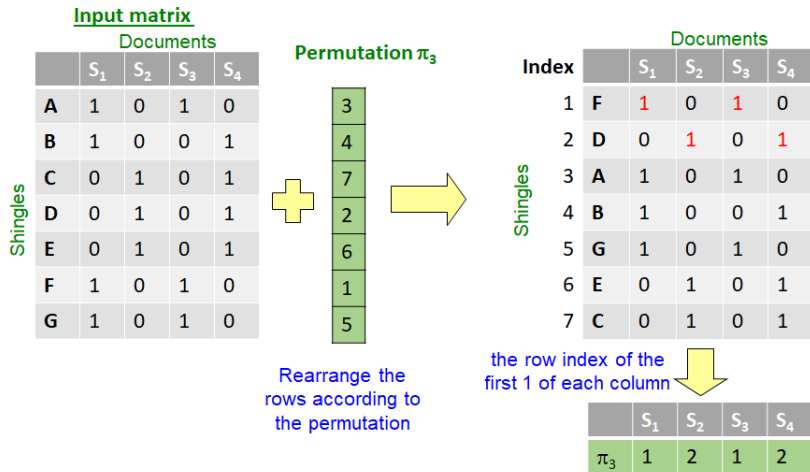 Input matrix
Documents
S1 S2 S3 S4
A 1 0 1 0
B 1 0 0 1
C 0 1 0 1
D 0 1 0 1
E 0 1 0 1
F 1 0 1 0
G 1 0 1 0
Shingles
Permutation π3
3
4
7
2
6
1
5
Rearrange the
rows according to
the permutation
Documents
Index S1 S2 S3 S4
1 F 1 0 1 0
2 D 0 1 0 1
3 A 1 0 1 0
4 B 1 0 0 1
5 G 1 0 1 0
6 E 0 1 0 1
7 C 0 1 0 1
Shingles
the row index of the
first 1 of each column
S1 S2 S3 S4
π3 1 2 1 2